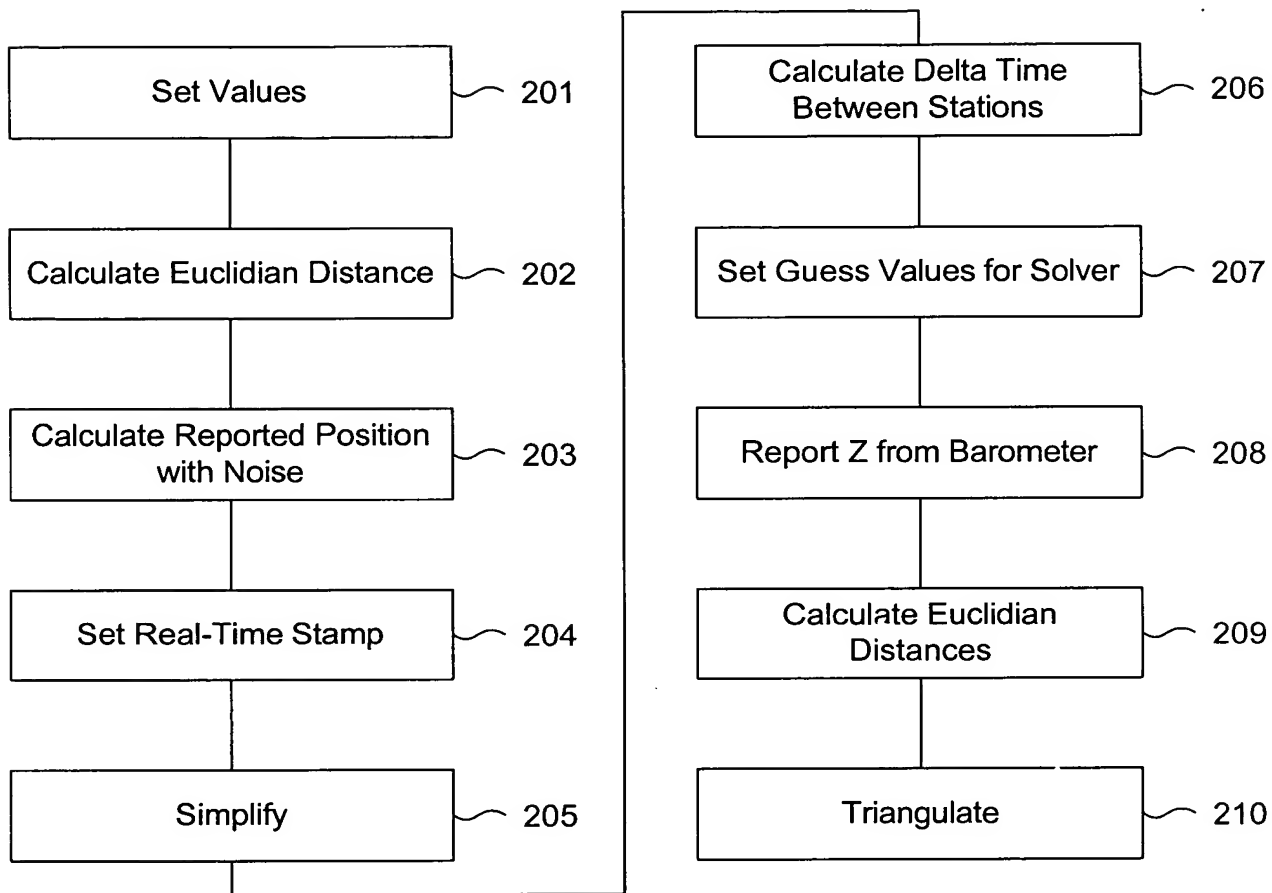 Set Values
201
Calculate Euclidian Distance
202
Calculate Reported Position
with Noise
203
Set Real-Time Stamp
204
Simplify
205
Calculate Delta Time
Between Stations
206
Set Guess Values for Solver
207
Report Z from Barometer
208
Calculate Euclidian
Distances
209
Triangulate
210